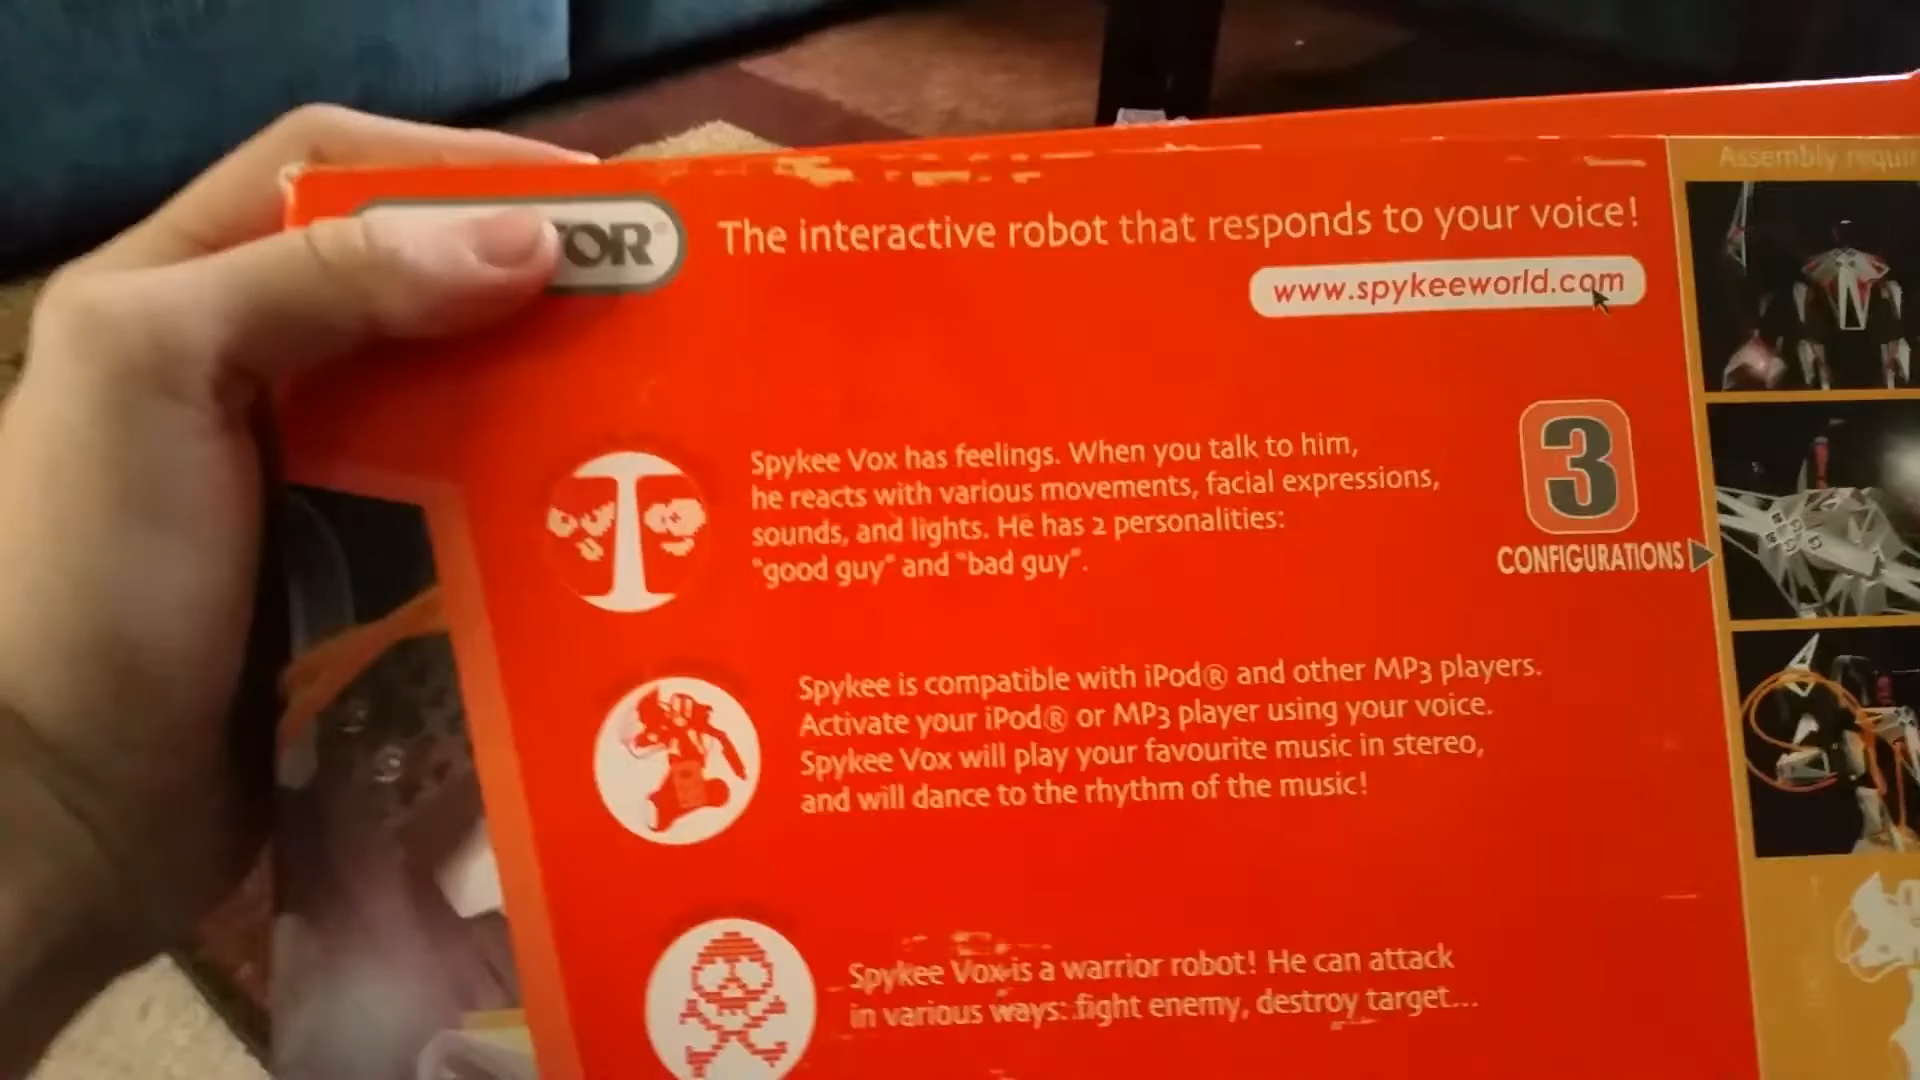 TOR
The interactive robot that responds to your voice!
www.spykeeworld.com
Assembly
3
CONFIGURATIONS
Spykee Vox has feelings. When you talk to him,
he reacts with various movements, facial expressions,
sounds, and lights. He has 2 personalities:
"good guy" and "bad guy".
Spykee is compatible with iPod® and other MP3 players.
Activate your iPod® or MP3 player using your voice.
Spykee Vox will play your favourite music in stereo,
and will dance to the rhythm of the music!
Spykee Vox is a warrior robot! He can attack
in various ways: fight enemy, destroy target...